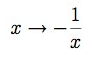 x → −1/x